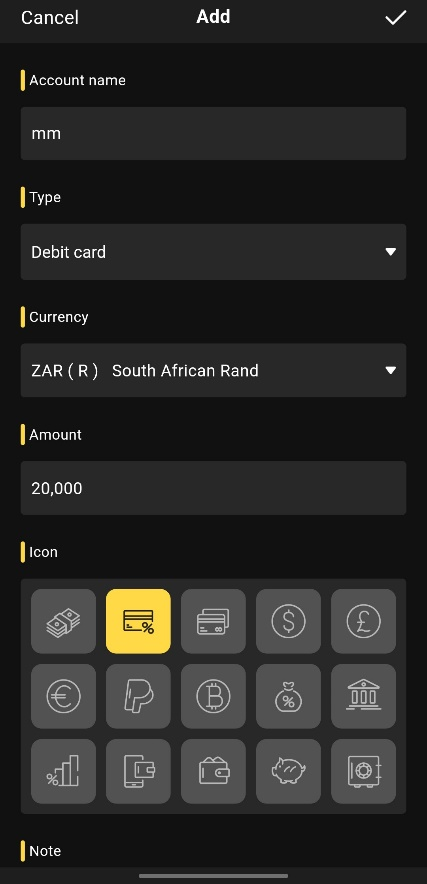 Cancel Add
Account name
mm
Type
Debit card
Currency
ZAR ( R ) South African Rand
Amount
20,000
Icon
Note